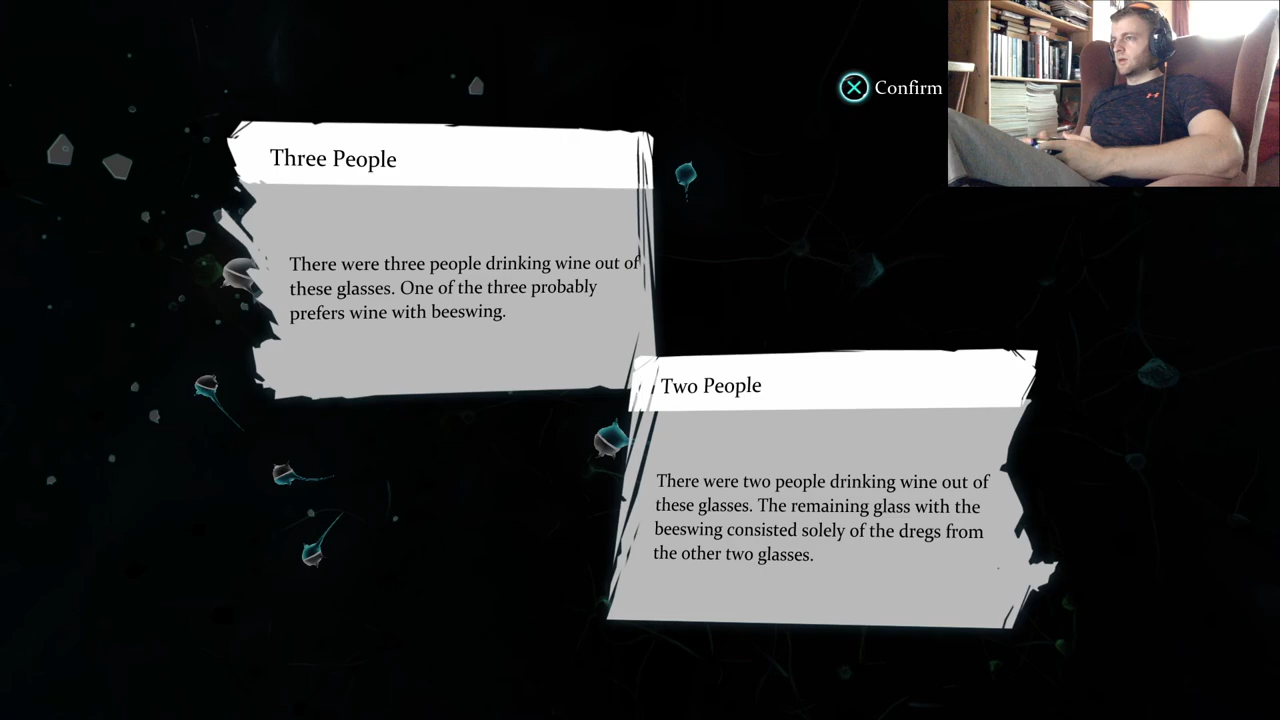 Confirm
Three People
There were three people drinking wine out of
these glasses. One of the three probably
prefers wine with beeswing.
Two People
There were two people drinking wine out of
these glasses. The remaining glass with the
beeswing consisted solely of the dregs from
the other two glasses.